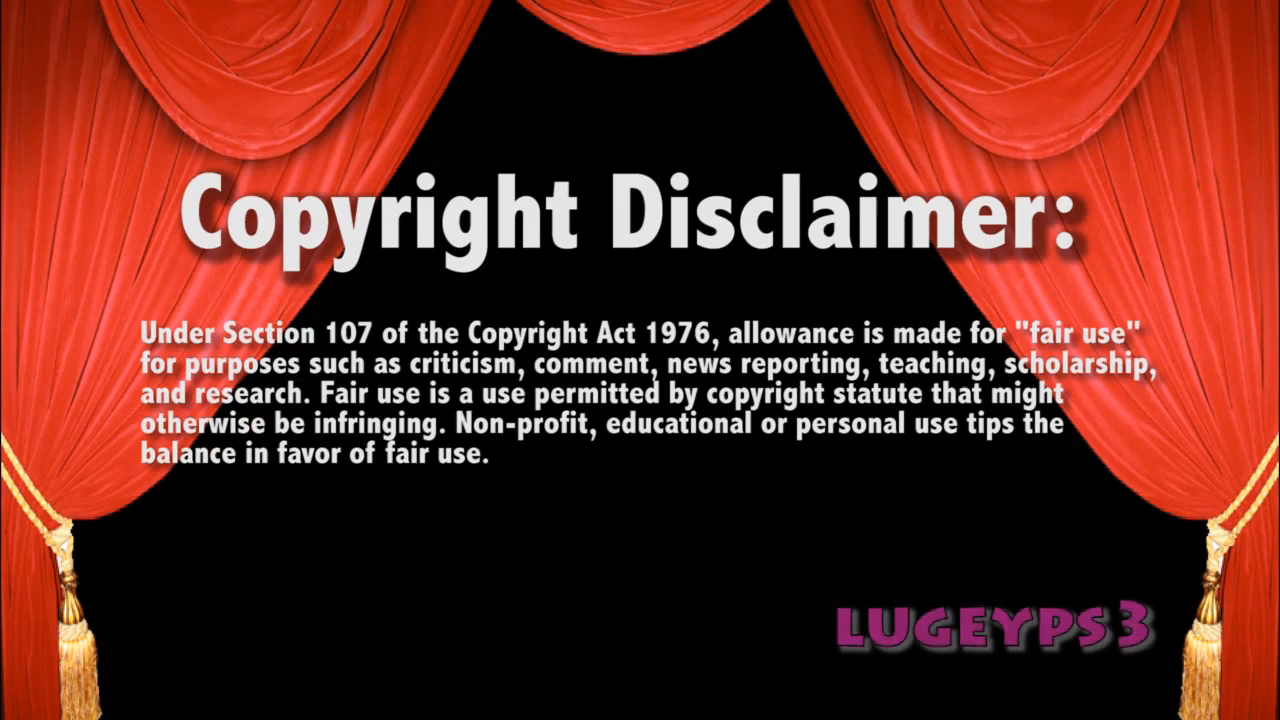 Copyright Disclaimer:
Under Section 107 of the Copyright Act 1976, allowance is made for "fair use"
for purposes such as criticism, comment, news reporting, teaching, scholarship,
and research. Fair use is a use permitted by copyright statute that might
otherwise be infringing. Non-profit, educational or personal use tips the
balance in favor of fair use.
LUGEYPS3